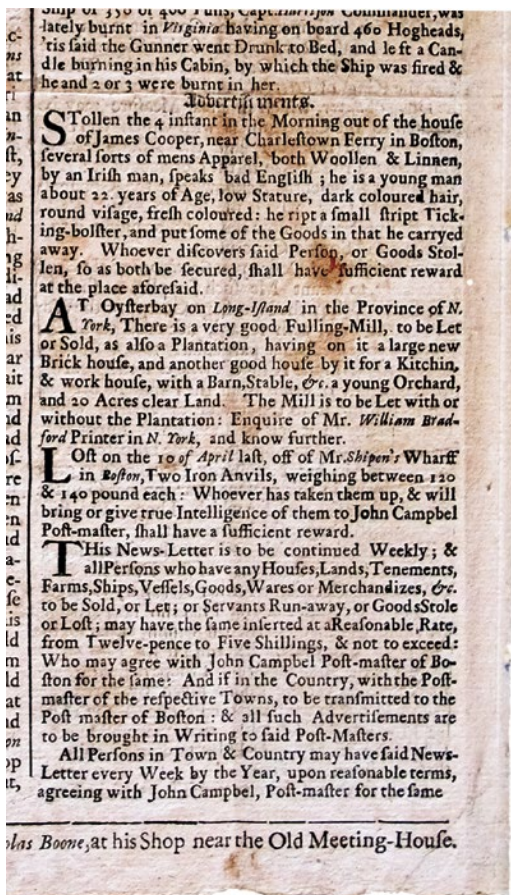 Ship of 350 or 400 Tuns, Capt. Harrison Commander, was
lately burnt in Virginia having on board 460 Hogheads,
'tis said the Gunner went Drunk to Bed, and left a Can-
dle burning in his Cabin, by which the Ship was fired &
he and 2 or 3 were burnt in her.
Advertisments.
STollen the 4 instant in the Morning out of the house
of James Cooper, near Charlestown Ferry in Boston,
several sorts of mens Apparel, both Woollen & Linnen,
by an Irish man, speaks bad English; he is a young man
about 22. years of Age, low Stature, dark coloured hair,
round visage, fresh coloured: he ript a small stript Tick-
ing-bolster, and put some of the Goods in that he carryed
away. Whoever discovers said Person, or Goods Stol-
len, so as both be secured, shall have sufficient reward
at the place aforesaid.
AT Oysterbay on Long-Island in the Province of N.
York, There is a very good Fulling-Mill, to be Let
or Sold, as also a Plantation, having on it a large new
Brick house, and another good house by it for a Kitchin,
& work house, with a Barn, Stable, &c. a young Orchard,
and 20 Acres clear Land. The Mill is to be Let with or
without the Plantation: Enquire of Mr. William Brad-
ford Printer in N. York, and know further.
LOst on the 10 of April last, off of Mr. Shipen's Wharff
in Boston, Two Iron Anvils, weighing between 120
& 140 pound each: Whoever has taken them up, & will
bring or give true Intelligence of them to John Campbel
Post-master, shall have a sufficient reward.
THis News-Letter is to be continued Weekly; &
all Persons who have any Houses, Lands, Tenements,
Farms, Ships, Vessels, Goods, Wares or Merchandizes, &c.
to be Sold, or Let; or Servants Run-away, or Goods Stole
or Lost; may have the same inserted at a Reasonable Rate,
from Twelve-pence to Five Shillings, & not to exceed:
Who may agree with John Campbel Post-master of Bo-
ston for the same: And if in the Country, with the Post-
master of the respective Towns, to be transmitted to the
Post master of Boston: & all such Advertisements are
to be brought in Writing to said Post-Masters.
All Persons in Town & Country may have said News-
Letter every Week by the Year, upon reasonable terms,
agreeing with John Campbel, Post-master for the same
olas Boone, at his Shop near the Old Meeting-House.